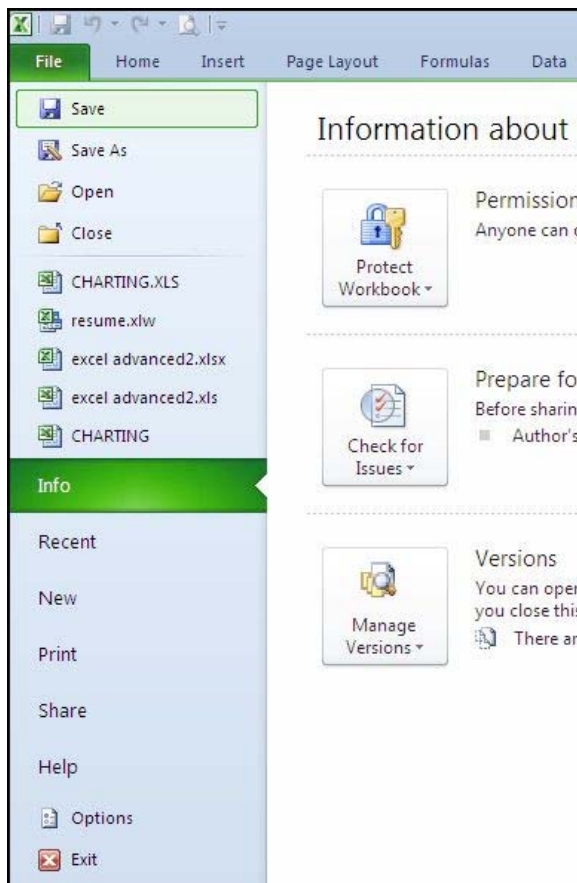 File Home Insert Page Layout Formulas Data
Save
Save As
Open
Close
CHARTING.XLS
resume.xlw
excel advanced2.xlsx
excel advanced2.xls
CHARTING
Info
Recent
New
Print
Share
Help
Options
Exit
Information about
Protect
Workbook
Permission
Anyone can
Check for
Issues
Prepare fo
Before sharin
Author's
Manage
Versions
Versions
You can oper
you close this
There ar